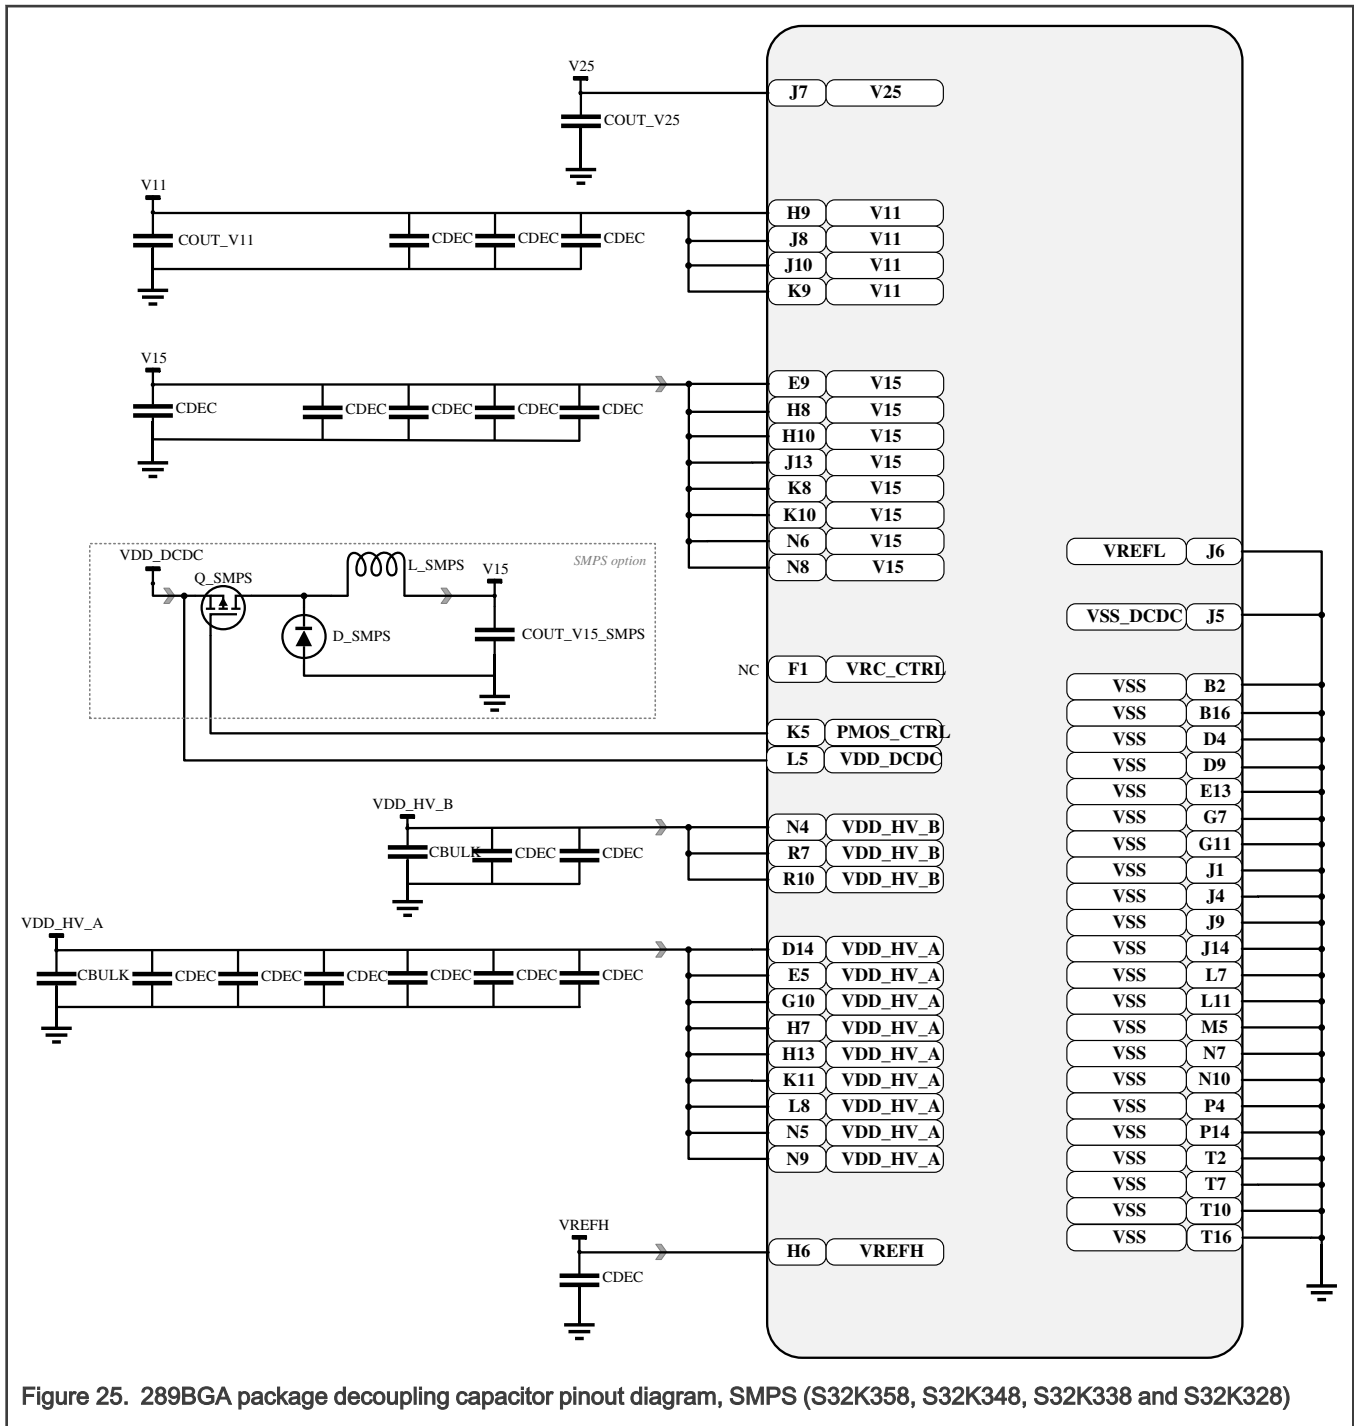 V25
J7 V25
COUT_V25
V11
H9 V11
COUT_V11 CDEC CDEC CDEC
J8 V11
J10 V11
K9 V11
V15
E9 V15
CDEC CDEC CDEC CDEC CDEC
H8 V15
H10 V15
J13 V15
K8 V15
K10 V15
N6 V15
N8 V15
VREFL J6
VDD_DCDC
SMPS option
L_SMPS
V15
Q_SMPS
D_SMPS
COUT_V15_SMPS
VSS_DCDC J5
NC F1 VRC_CTRL
K5 PMOS_CTRL
L5 VDD_DCDC
VSS B2
VSS B16
VSS D4
VSS D9
VSS E13
VSS G7
VSS G11
VSS J1
VSS J4
VSS J9
VSS J14
VSS L7
VSS L11
VSS M5
VSS N7
VSS N10
VSS P4
VSS P14
VSS T2
VSS T7
VSS T10
VSS T16
VDD_HV_B
N4 VDD_HV_B
CBULK CDEC CDEC
R7 VDD_HV_B
R10 VDD_HV_B
VDD_HV_A
D14 VDD_HV_A
CBULK CDEC CDEC CDEC CDEC CDEC CDEC
E5 VDD_HV_A
G10 VDD_HV_A
H7 VDD_HV_A
H13 VDD_HV_A
K11 VDD_HV_A
L8 VDD_HV_A
N5 VDD_HV_A
N9 VDD_HV_A
VREFH
H6 VREFH
CDEC
Figure 25. 289BGA package decoupling capacitor pinout diagram, SMPS (S32K358, S32K348, S32K338 and S32K328)